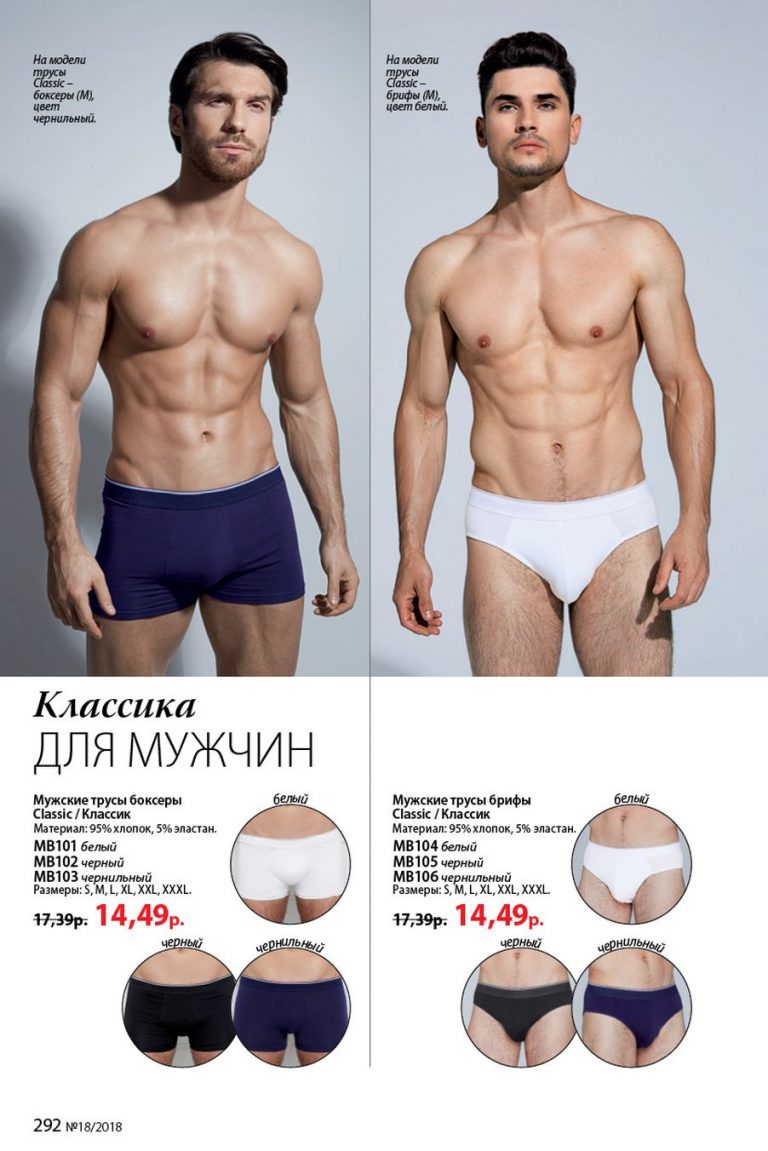 На модели
трусы
Classic –
боксеры (M),
цвет
чернильный.
На модели
трусы
Classic –
брифы (M),
цвет белый.
Классика
ДЛЯ МУЖЧИН
Мужские трусы боксеры
Classic / Классик
Материал: 95% хлопок, 5% эластан.
MB101 белый
MB102 черный
MB103 чернильный
Размеры: S, M, L, XL, XXL, XXXL.
17,39р. 14,49р.
белый
черный
чернильный
Мужские трусы брифы
Classic / Классик
Материал: 95% хлопок, 5% эластан.
MB104 белый
MB105 черный
MB106 чернильный
Размеры: S, M, L, XL, XXL, XXXL.
17,39р. 14,49р.
белый
черный
чернильный
292 №18/2018